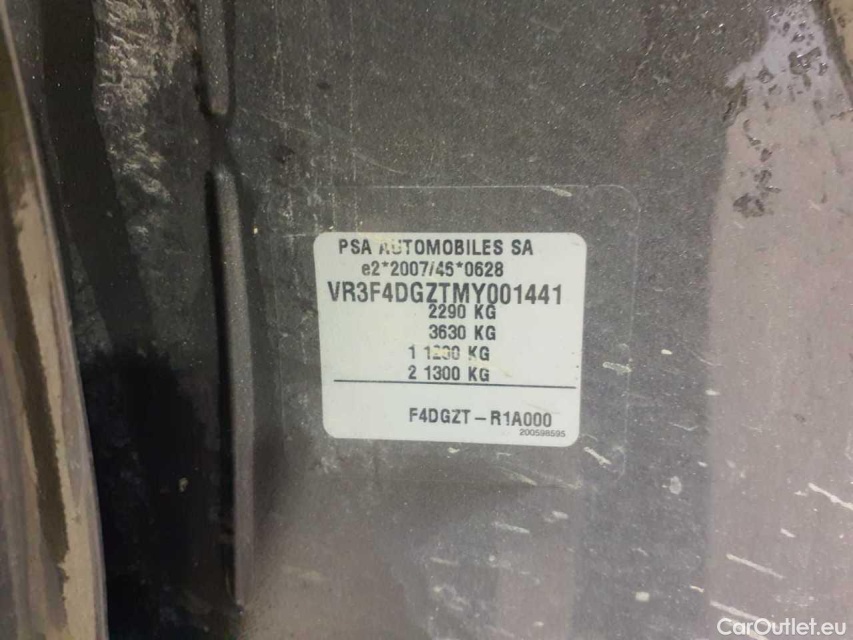 PSA AUTOMOBILES SA
e2*2007/46*0628
VR3F4DGZTMY001441
2290 KG
3630 KG
1 1200 KG
2 1300 KG
F4DGZT-R1A000
200598595
CarOutlet.eu